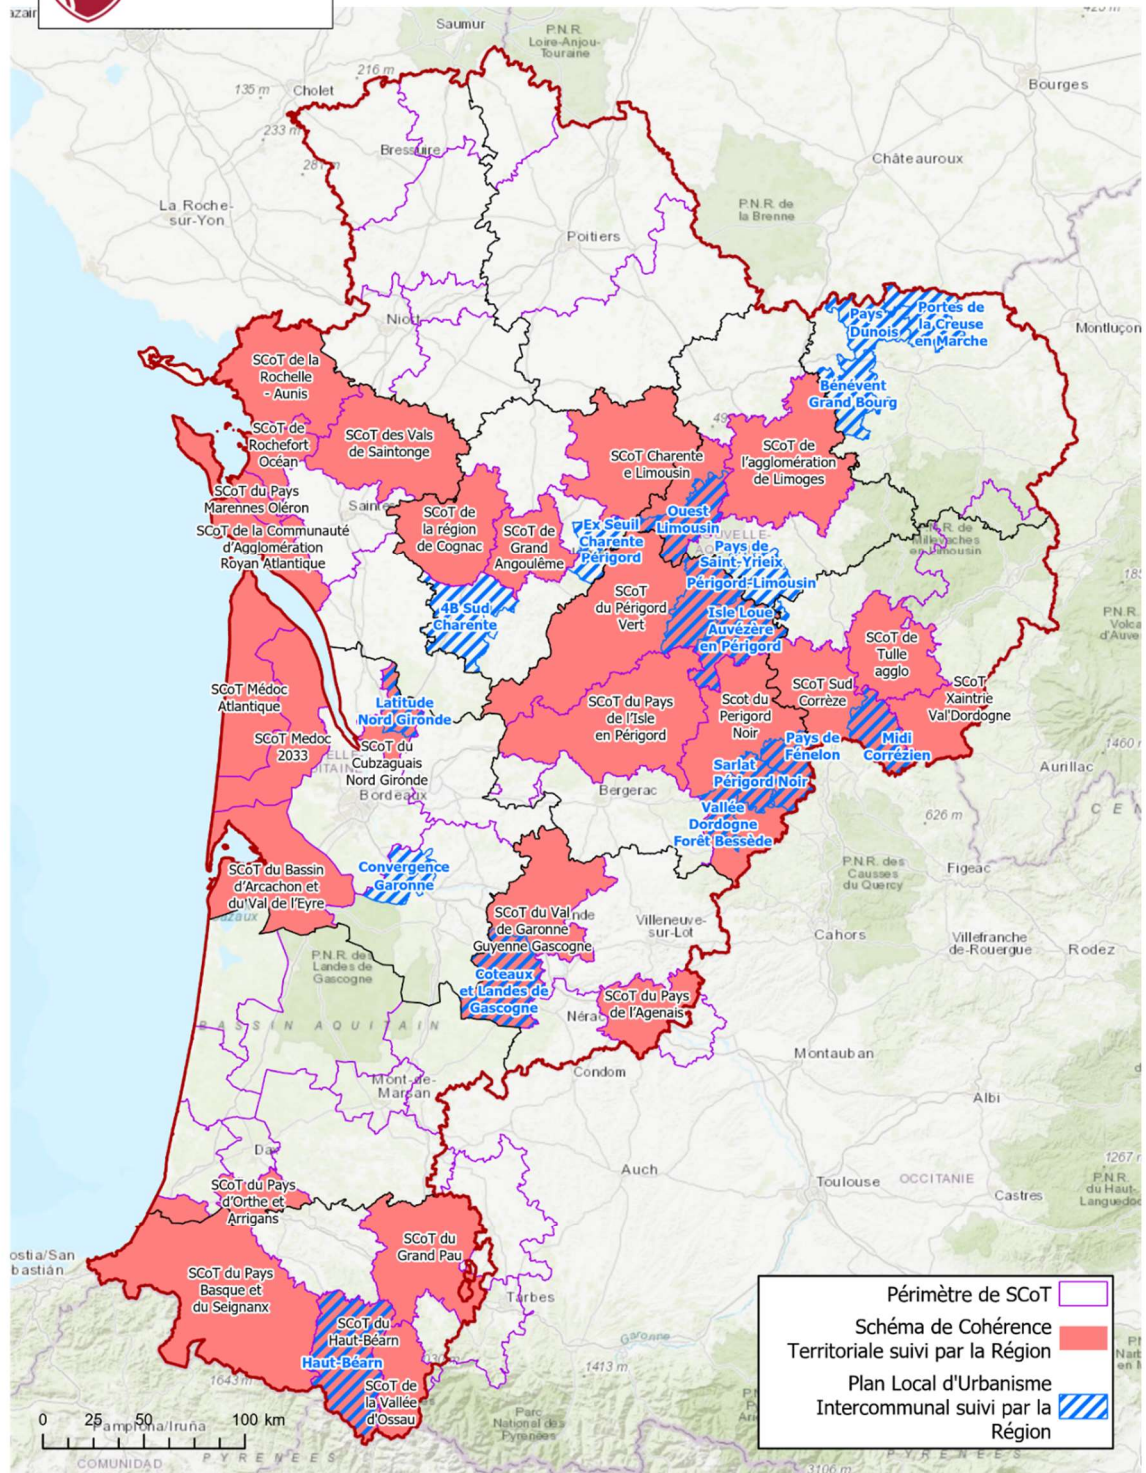 Saumur
P.N.R.
Loire-Anjou-
Touraine
216 m
135 m
Cholet
Bourges
233 m
Bressuire
Châteauroux
La Roche-
sur-Yon
P.N.R. de
la Brenne
Poitiers
Niort
Pays
Dunois
Portes de
la Creuse
en Marche
Montluçon
SCoT de la
Rochelle
- Aunis
Bénévent
Grand Bourg
SCoT de
Rochefort
Océan
SCoT des Vals
de Saintonge
SCoT Charente
e Limousin
SCoT de
l'agglomération
de Limoges
SCoT du Pays
Marennes Oléron
SCoT de la Communauté
d'Agglomération
Royan Atlantique
SCoT de
la région
de Cognac
SCoT de
Grand
Angoulême
Ex Seuil
Charente
Périgord
Ouest
Limousin
Pays de
Saint-Yrieix
Périgord-Limousin
4B Sud
Charente
SCoT
du Périgord
Vert
Isle Loue
Auvézère
en Périgord
SCoT de
Tulle
agglo
SCoT Médoc
Atlantique
Latitude
Nord Gironde
SCoT du Pays
de l'Isle
en Périgord
Scot du
Perigord
Noir
SCoT Sud
Corrèze
SCoT
Xaintrie
Val'Dordogne
SCoT Medoc
2033
SCoT du
Cubzaguais
Nord Gironde
Pays de
Fénelon
Midi
Corrézien
1460 m
Aurillac
Bordeaux
Bergerac
Sarlat
Périgord Noir
Vallée
Dordogne
Forêt Bessède
626 m
P.N.R. des
Causses
du Quercy
Figeac
Convergence
Garonne
SCoT du Bassin
d'Arcachon et
du Val de l'Eyre
SCoT du Val
de Garonne
Guyenne Gascogne
Villeneuve-
sur-Lot
Cahors
Villefranche
de-Rouergue
Rodez
P.N.R. des
Landes de
Gascogne
Coteaux
et Landes de
Gascogne
SCoT du Pays
de l'Agenais
BASSIN AQUITAIN
Montauban
Mont-de-
Marsan
Condom
Albi
Auch
Toulouse
OCCITANIE
Castres
1267 m
P.N.R.
du Haut-
Languedoc
SCoT du Pays
d'Orthe et
Arrigans
SCoT du
Grand Pau
SCoT du Pays
Basque et
du Seignanx
Tarbes
SCoT du
Haut-Béarn
Haut-Béarn
Garonne
1413 m
1643 m
SCoT de
la Vallée
d'Ossau
Parc
National des
Pyrénées
Périmètre de SCoT
Schéma de Cohérence
Territoriale suivi par la Région
Plan Local d'Urbanisme
Intercommunal suivi par la
Région
0 25 50 100 km
Pamplona/Iruña
COMUNIDAD
PYRENEES
PYRENEES
3106 m